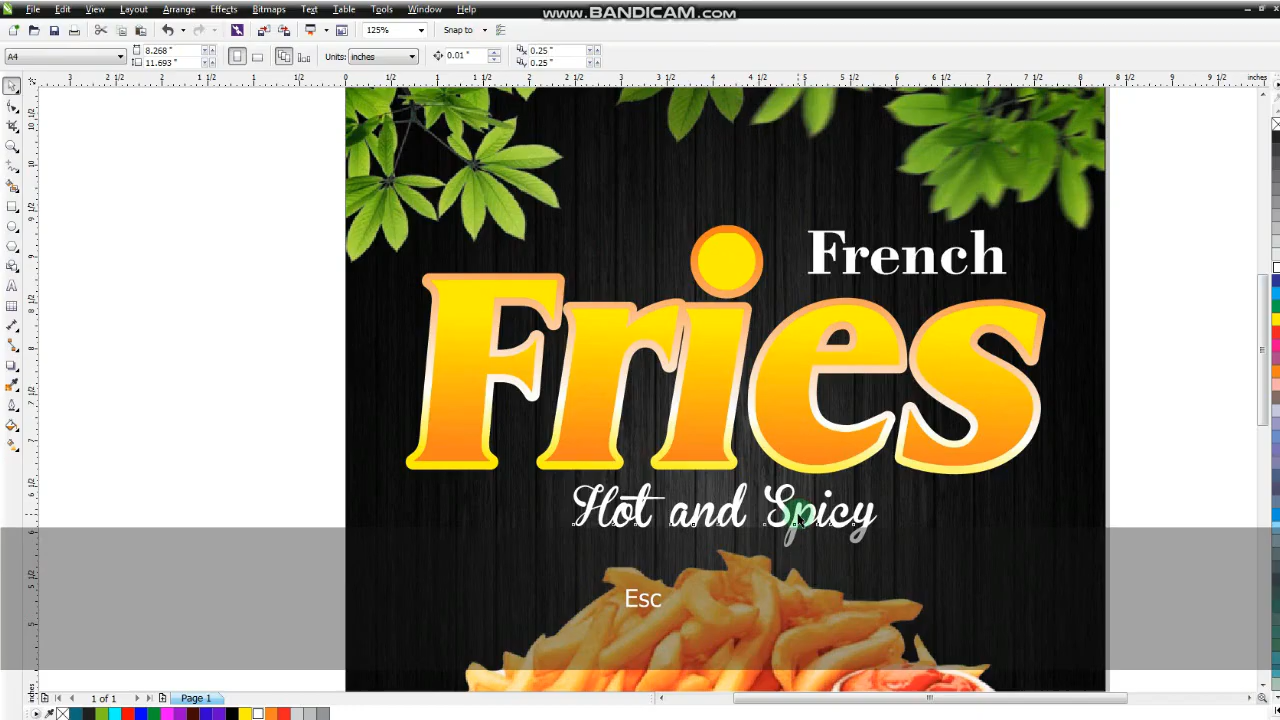 www.BANDICAM.com
File Edit View Layout Arrange Effects Bitmaps Text Table Tools Window Help
125% Snap to
A4 8.268" 11.693" Units: inches 0.01" 0.25" 0.25"
inches
French
Fries
Hot and Spicy
Esc
1 of 1 Page 1